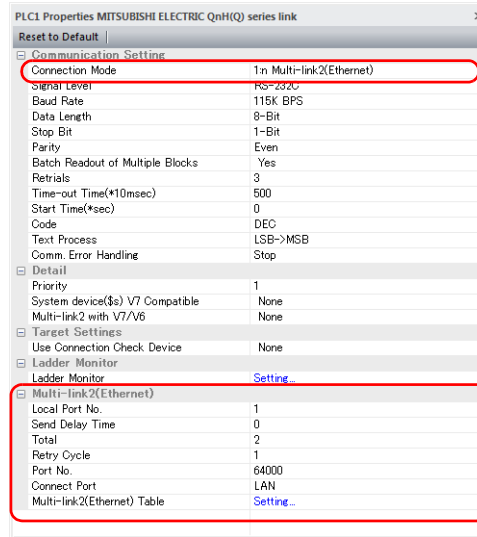 PLC1 Properties MITSUBISHI ELECTRIC QnH(Q) series link
Reset to Default
Communication Setting
Connection Mode 1:n Multi-link2(Ethernet)
Signal Level RS-232C
Baud Rate 115K BPS
Data Length 8-Bit
Stop Bit 1-Bit
Parity Even
Batch Readout of Multiple Blocks Yes
Retrials 3
Time-out Time(*10msec) 500
Start Time(*sec) 0
Code DEC
Text Process LSB->MSB
Comm. Error Handling Stop
Detail
Priority 1
System device($s) V7 Compatible None
Multi-link2 with V7/V6 None
Target Settings
Use Connection Check Device None
Ladder Monitor
Ladder Monitor Setting...
Multi-link2(Ethernet)
Local Port No. 1
Send Delay Time 0
Total 2
Retry Cycle 1
Port No. 64000
Connect Port LAN
Multi-link2(Ethernet) Table Setting...